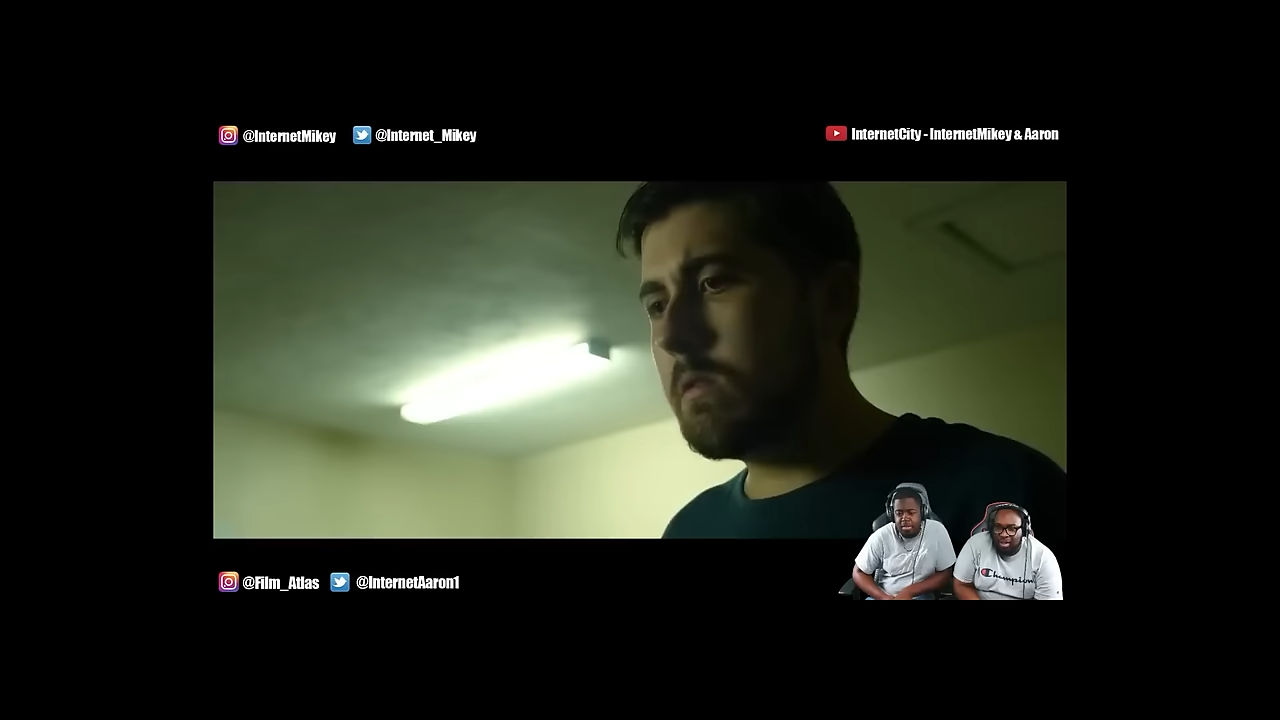 @InternetMikey @Internet_Mikey InternetCity - InternetMikey & Aaron
@Film_Atlas @InternetAaron1
Champion